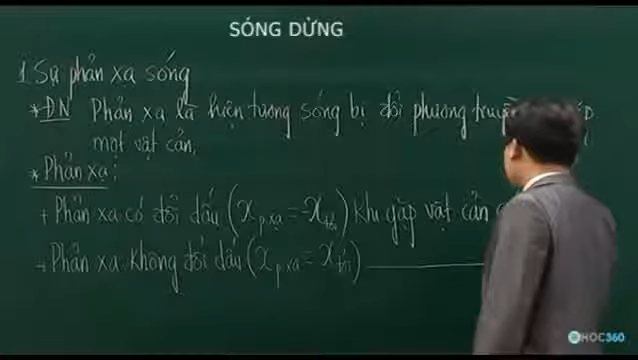 SÓNG DỪNG
1. Sự phản xạ sóng
* ĐN Phản xạ là hiện tượng sóng bị đổi phương truyền
một vật cản,
* Phản xạ:
+ Phản xạ có đổi dấu (x p.xạ = -x tới) khi gặp vật cản
+ Phản xạ không đổi dấu (x p.xạ = x tới) ————
HOC360